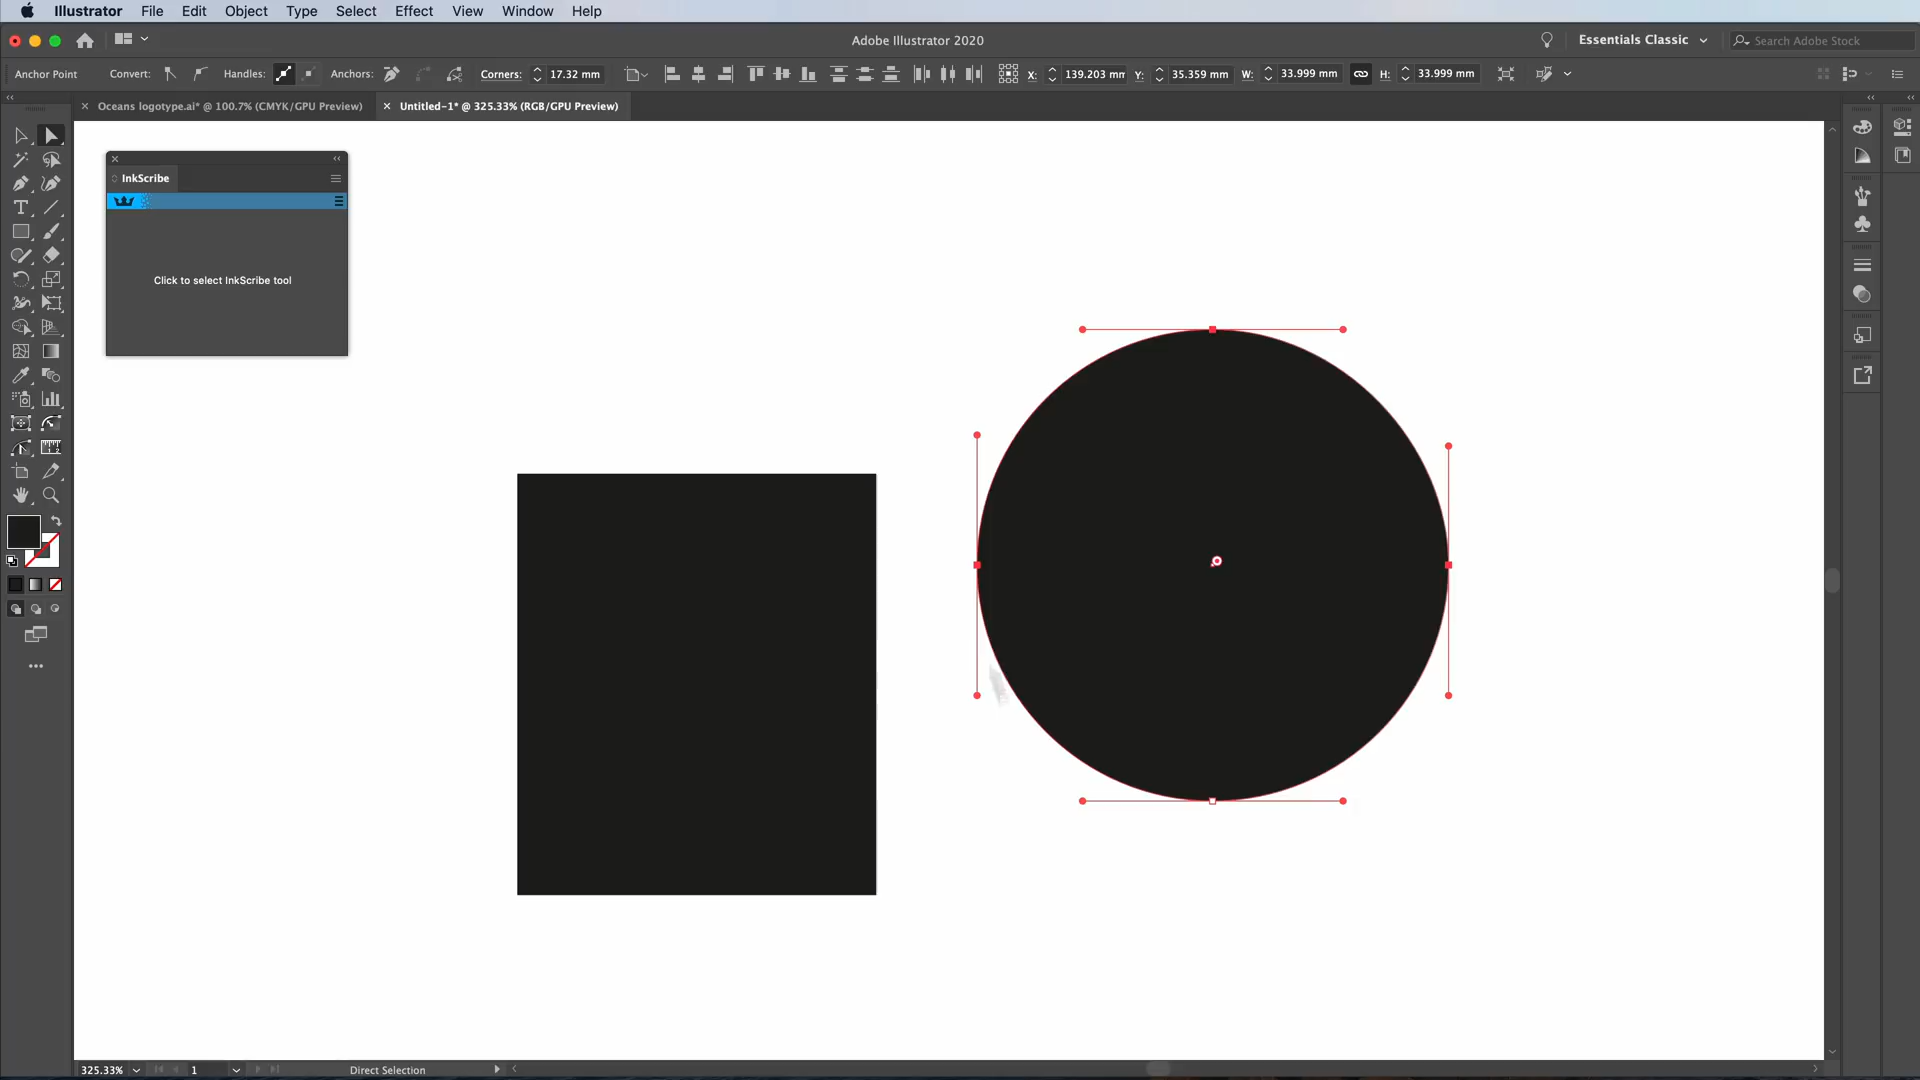 Illustrator File Edit Object Type Select Effect View Window Help
Adobe Illustrator 2020 Essentials Classic Search Adobe Stock
Anchor Point Convert: Handles: Anchors: Corners: 17.32 mm X: 139.203 mm Y: 35.359 mm W: 33.999 mm H: 33.999 mm
Oceans logotype.ai* @ 100.7% (CMYK/GPU Preview) Untitled-1* @ 325.33% (RGB/GPU Preview)
InkScribe
Click to select InkScribe tool
325.33% 1 Direct Selection